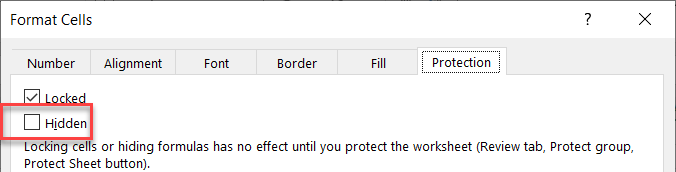 Format Cells ? ×
Number Alignment Font Border Fill Protection
Locked
Hidden
Locking cells or hiding formulas has no effect until you protect the worksheet (Review tab, Protect group,
Protect Sheet button).